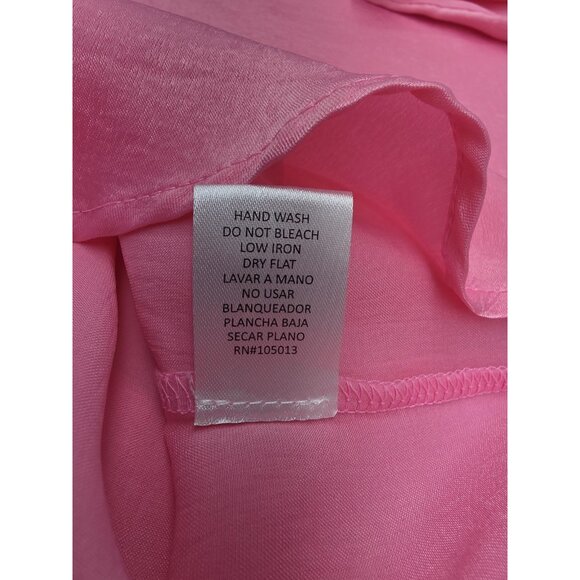 HAND WASH
DO NOT BLEACH
LOW IRON
DRY FLAT
LAVAR A MANO
NO USAR
BLANQUEADOR
PLANCHA BAJA
SECAR PLANO
RN#105013